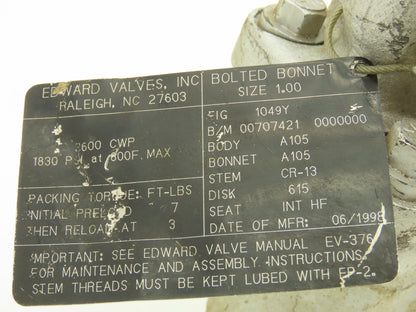 EDWARD VALVES, INC
RALEIGH, NC 27603
BOLTED BONNET
SIZE 1.00
2600 CWP
1830 at 800F. MAX
PACKING TORQUE: FT-LBS
INITIAL PRELOAD 7
THEN RELOAD AT 3
FIG 1049Y
B/M 00707421 0000000
BODY A105
BONNET A105
STEM CR-13
DISK 615
SEAT INT HF
DATE OF MFR: 06/1998
IMPORTANT: SEE EDWARD VALVE MANUAL EV-376
FOR MAINTENANCE AND ASSEMBLY INSTRUCTIONS
STEM THREADS MUST BE KEPT LUBED WITH EP-2.